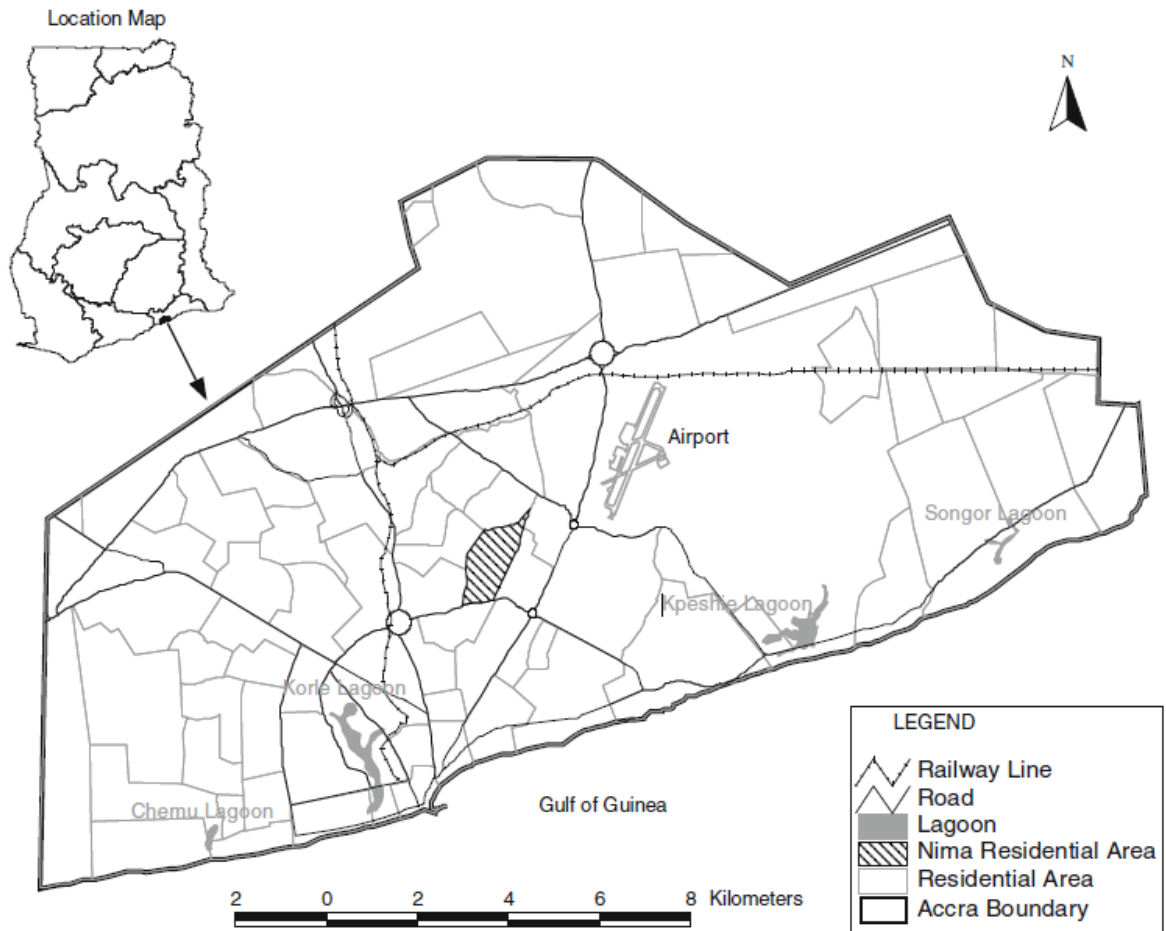 Location Map
N
Airport
Songor Lagoon
Kpeshie Lagoon
Korle Lagoon
Chemu Lagoon
Gulf of Guinea
LEGEND
Railway Line
Road
Lagoon
Nima Residential Area
Residential Area
Accra Boundary
2 0 2 4 6 8 Kilometers